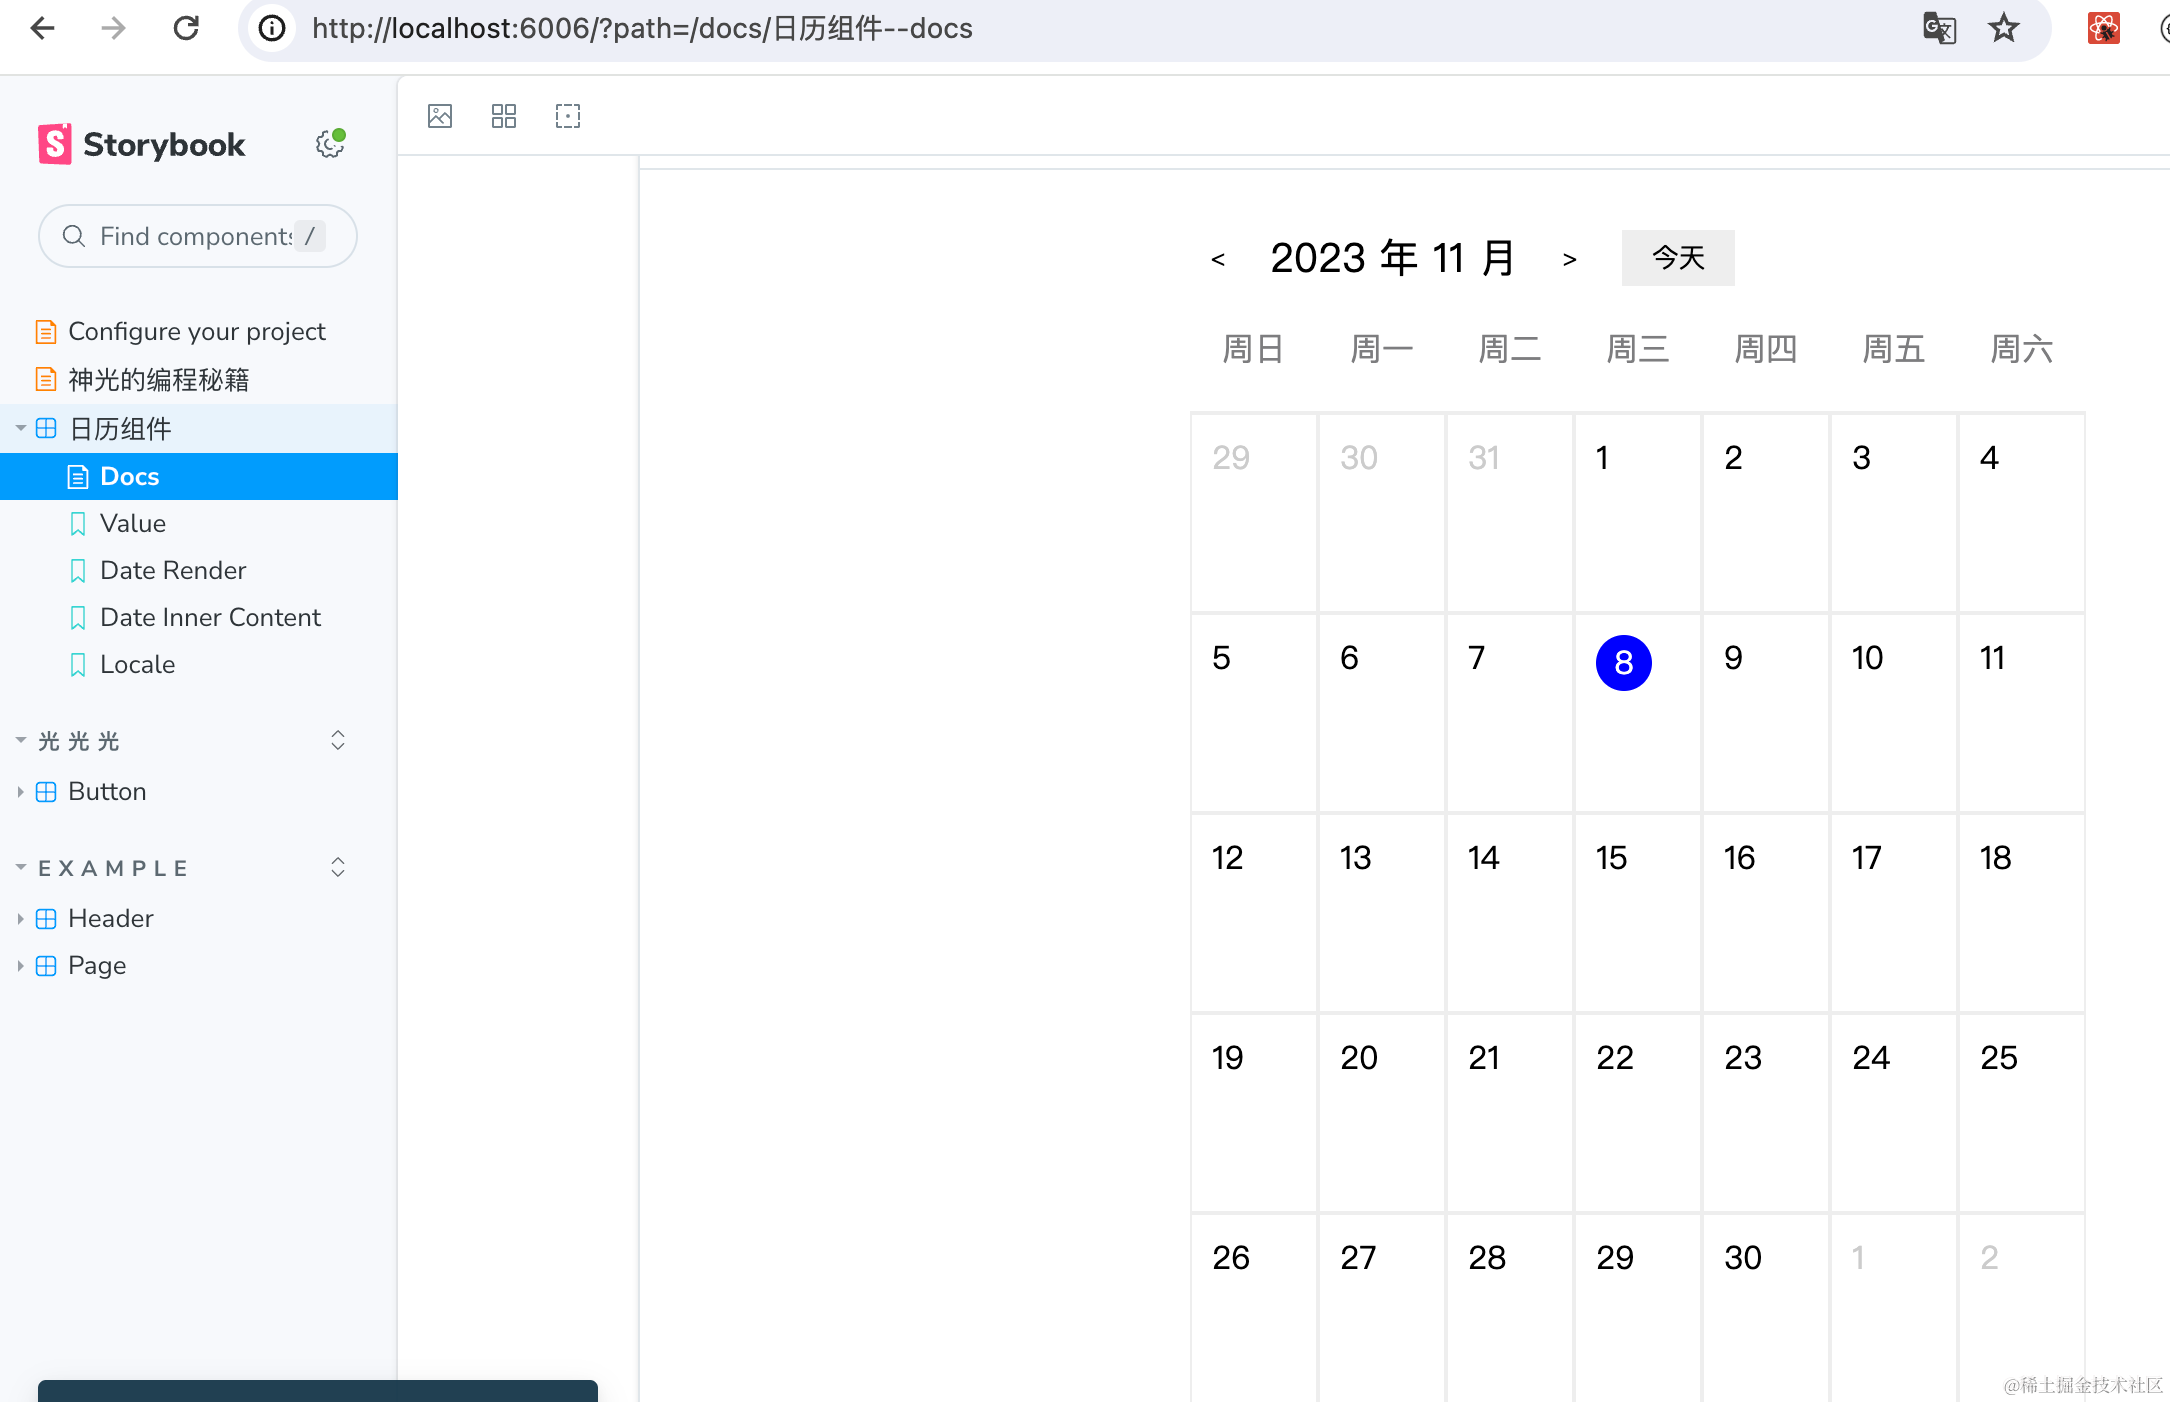 http://localhost:6006/?path=/docs/日历组件--docs
Storybook
Find components /
Configure your project
神光的编程秘籍
日历组件
Docs
Value
Date Render
Date Inner Content
Locale
光光光
Button
EXAMPLE
Header
Page
< 2023 年 11 月 > 今天
周日 周一 周二 周三 周四 周五 周六
29 30 31 1 2 3 4
5 6 7 8 9 10 11
12 13 14 15 16 17 18
19 20 21 22 23 24 25
26 27 28 29 30 1 2
@稀土掘金技术社区